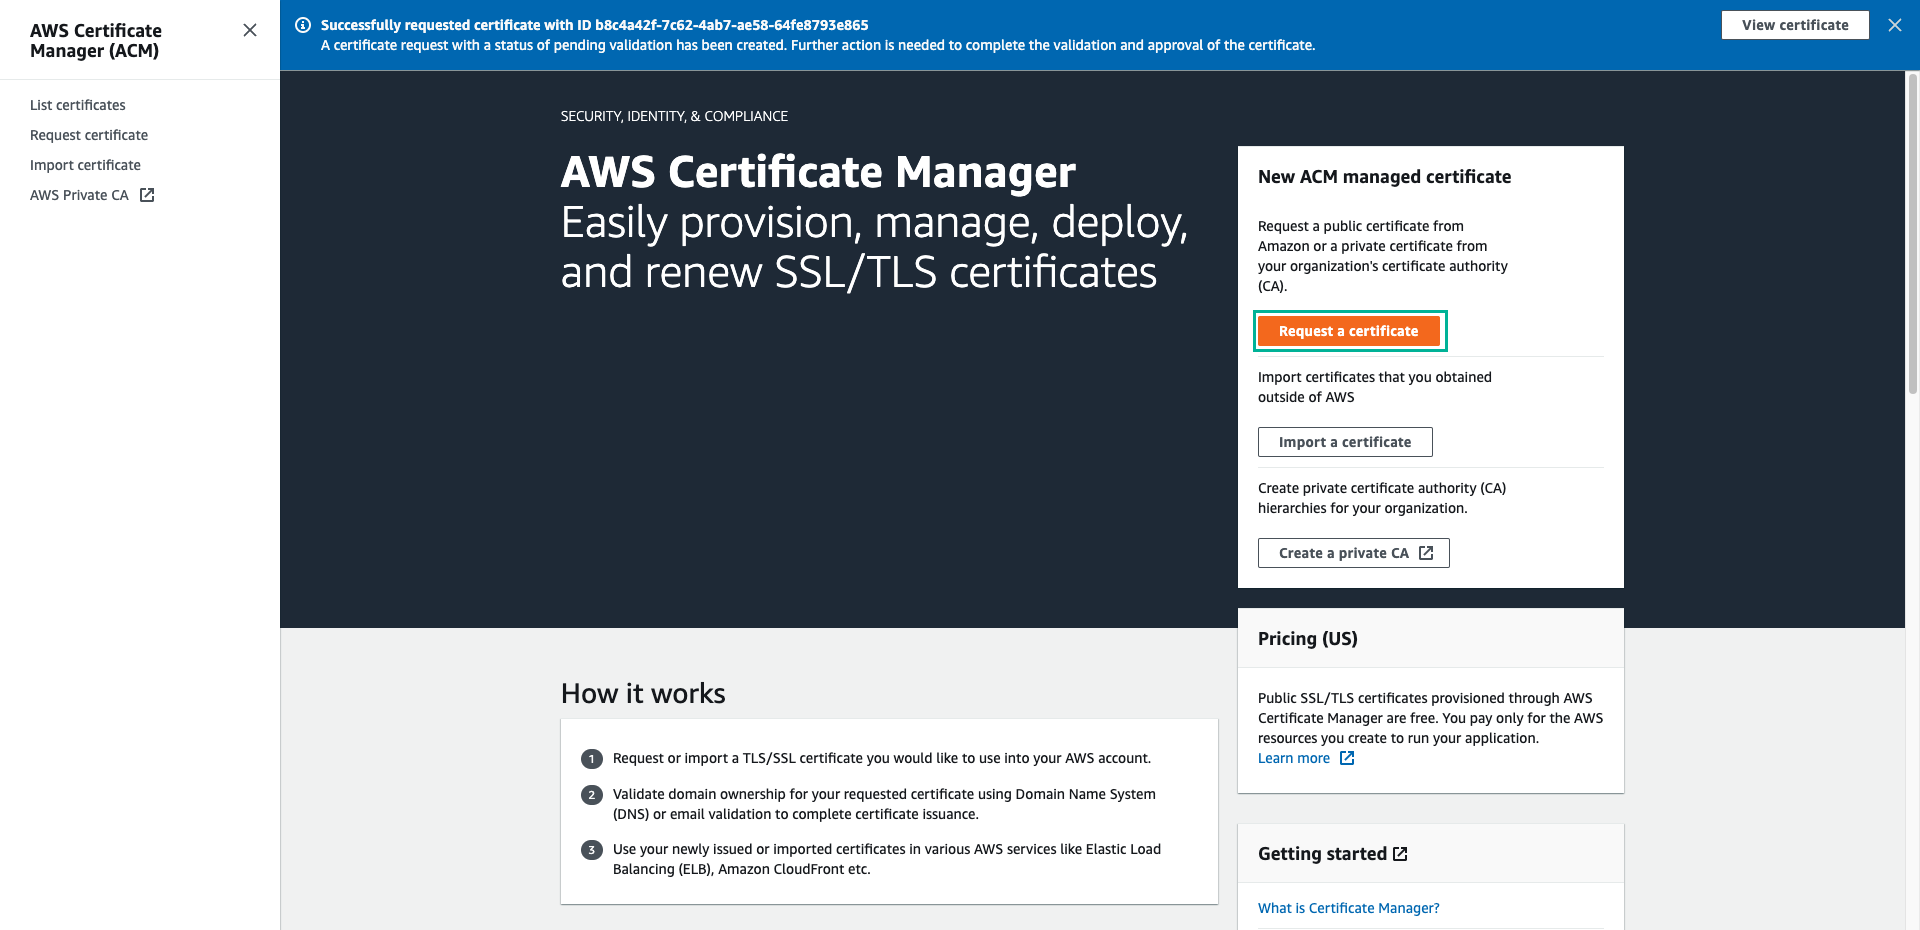 AWS Certificate
Manager (ACM)
List certificates
Request certificate
Import certificate
AWS Private CA
Successfully requested certificate with ID b8c4a42f-7c62-4ab7-ae58-64fe8793e865
A certificate request with a status of pending validation has been created. Further action is needed to complete the validation and approval of the certificate.
View certificate
SECURITY, IDENTITY, & COMPLIANCE
AWS Certificate Manager
Easily provision, manage, deploy,
and renew SSL/TLS certificates
New ACM managed certificate
Request a public certificate from
Amazon or a private certificate from
your organization's certificate authority
(CA).
Request a certificate
Import certificates that you obtained
outside of AWS
Import a certificate
Create private certificate authority (CA)
hierarchies for your organization.
Create a private CA
Pricing (US)
Public SSL/TLS certificates provisioned through AWS
Certificate Manager are free. You pay only for the AWS
resources you create to run your application.
Learn more
How it works
1 Request or import a TLS/SSL certificate you would like to use into your AWS account.
2 Validate domain ownership for your requested certificate using Domain Name System
(DNS) or email validation to complete certificate issuance.
3 Use your newly issued or imported certificates in various AWS services like Elastic Load
Balancing (ELB), Amazon CloudFront etc.
Getting started
What is Certificate Manager?